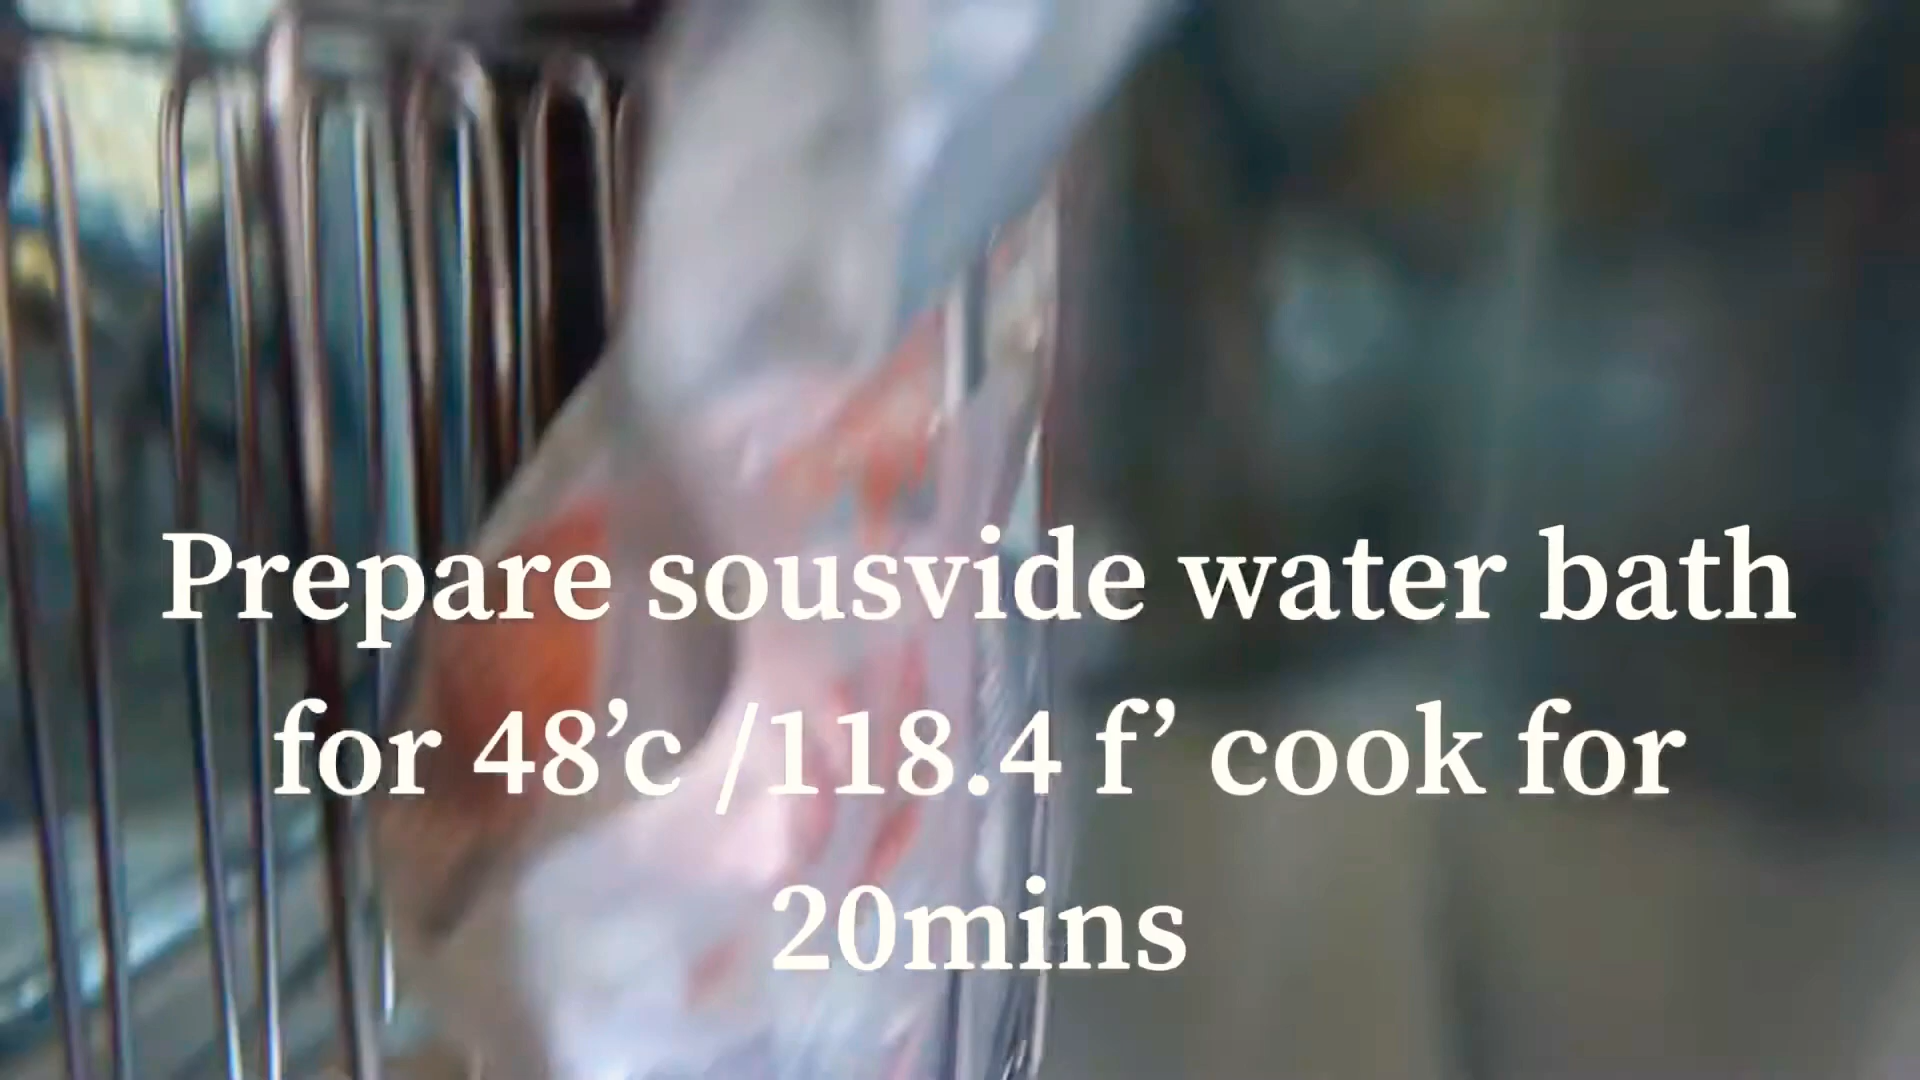 Prepare sousvide water bath
for 48’c /118.4 f’ cook for
20mins